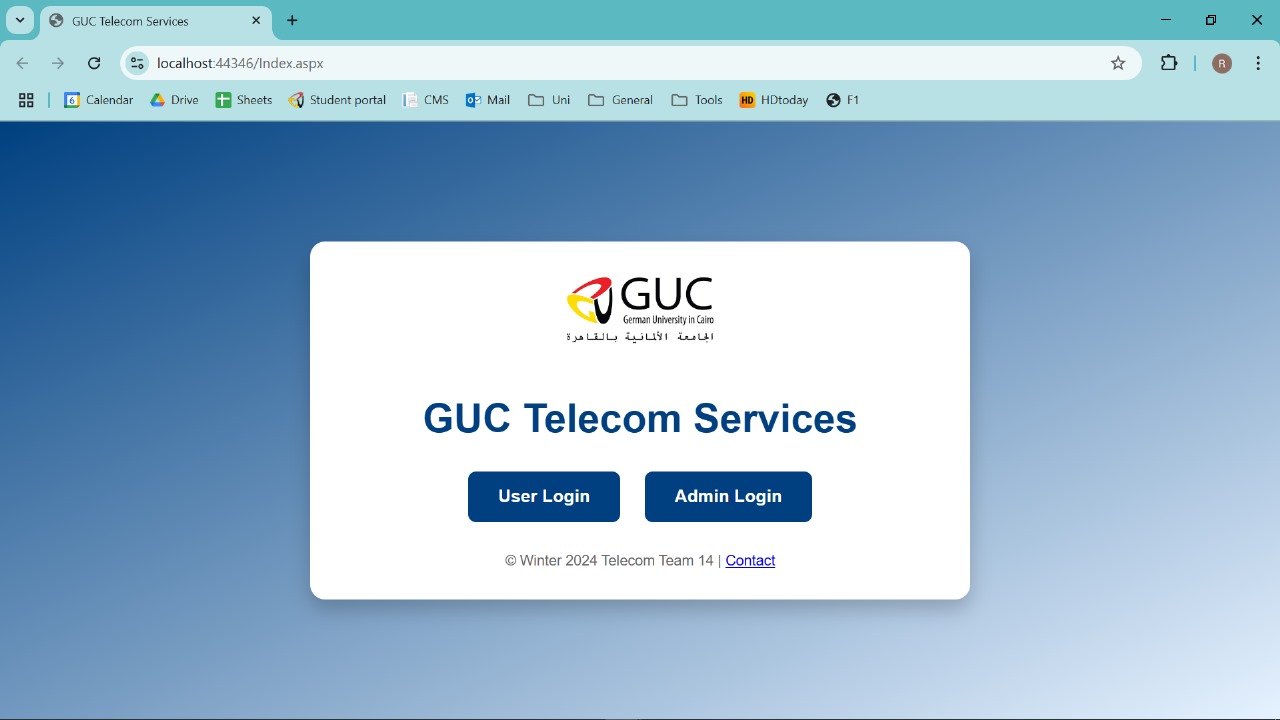 GUC Telecom Services
localhost:44346/Index.aspx
R
6 Calendar Drive Sheets Student portal CMS Mail Uni General Tools HD HDtoday F1
GUC
German University in Cairo
الجامعة الألمانية بالقاهرة
GUC Telecom Services
User Login Admin Login
© Winter 2024 Telecom Team 14 | Contact